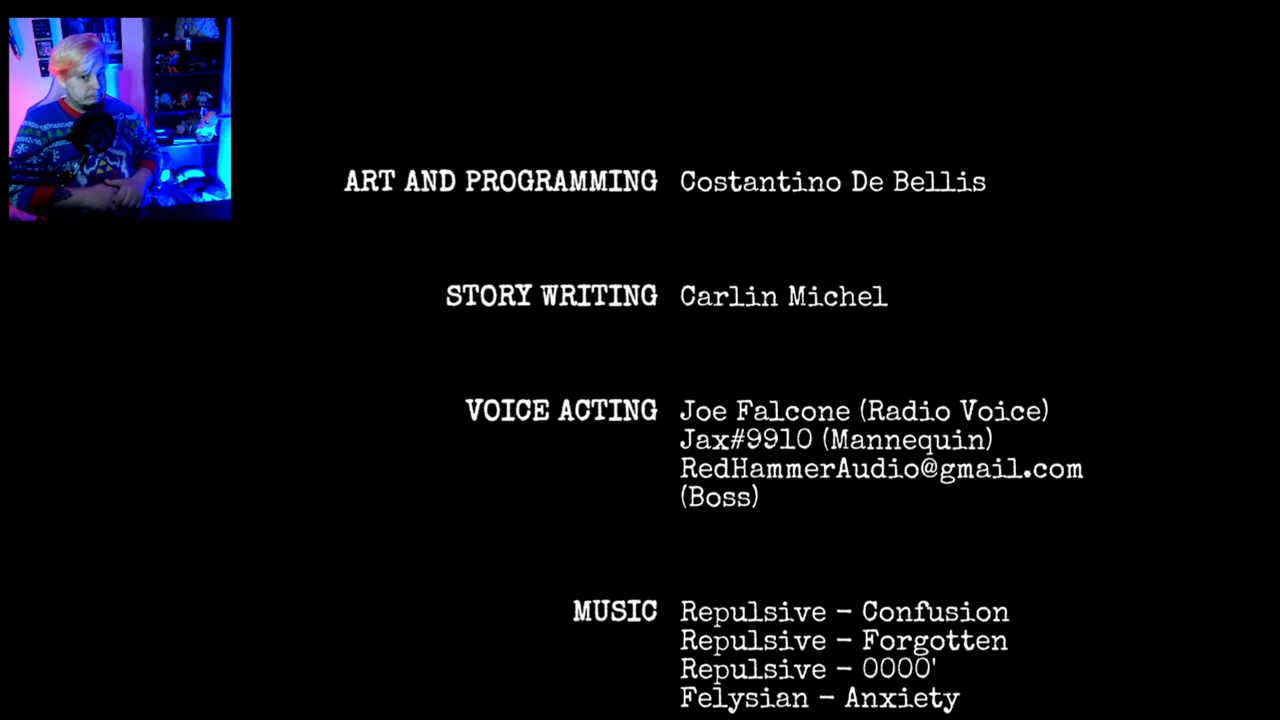 ART AND PROGRAMMING Costantino De Bellis
STORY WRITING Carlin Michel
VOICE ACTING Joe Falcone (Radio Voice)
Jax#9910 (Mannequin)
RedHammerAudio@gmail.com
(Boss)
MUSIC Repulsive - Confusion
Repulsive - Forgotten
Repulsive - 0000'
Felysian - Anxiety